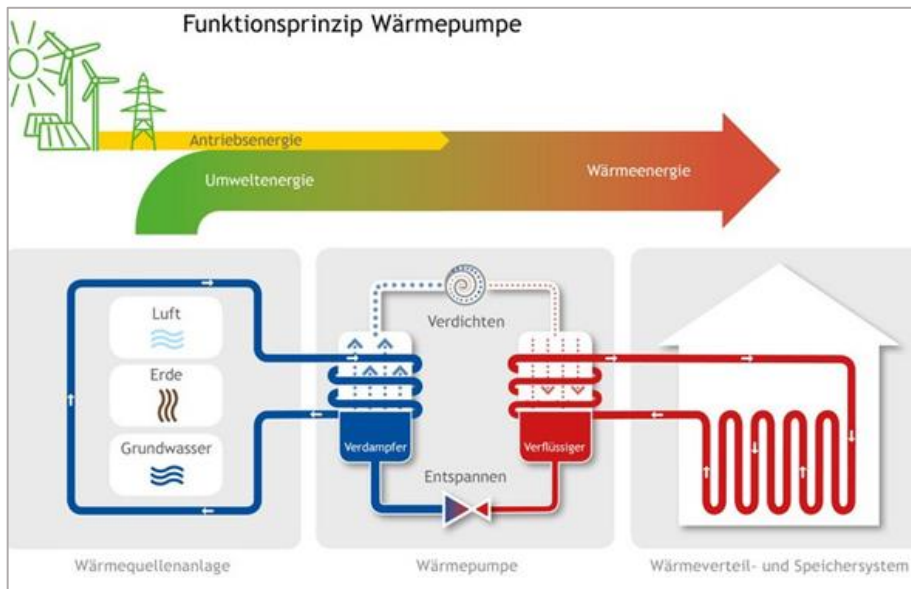 Funktionsprinzip Wärmepumpe
Antriebsenergie
Umweltenergie
Wärmeenergie
Luft
Erde
Grundwasser
Verdichten
Verdampfer
Verflüssiger
Entspannen
Wärmequellenanlage
Wärmepumpe
Wärmeverteil- und Speichersystem